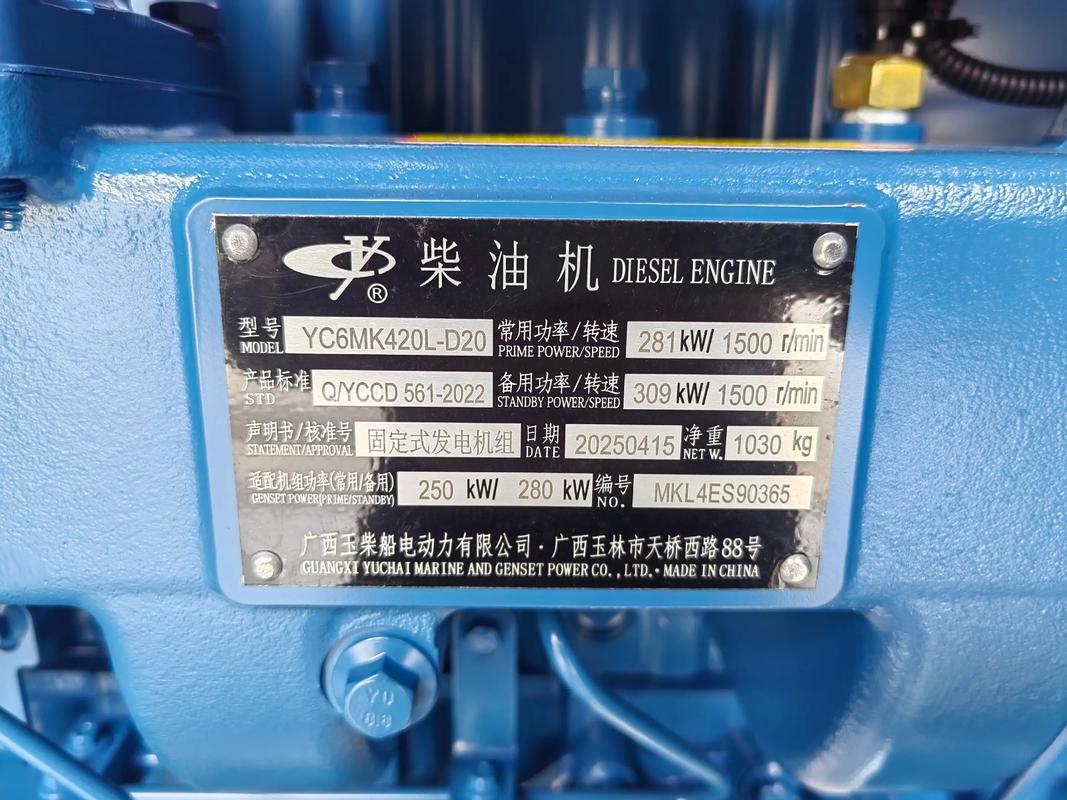 YC ® 柴油机 DIESEL ENGINE
型号 MODEL YC6MK420L-D20 常用功率/转速 PRIME POWER/SPEED 281 kW/ 1500 r/min
产品标准 STD Q/YCCD 561-2022 备用功率/转速 STANDBY POWER/SPEED 309 kW/ 1500 r/min
声明书/核准号 STATEMENT/APPROVAL 固定式发电机组 日期 DATE 20250415 净重 NET W. 1030 kg
适配机组功率(常用/备用) GENSET POWER(PRIME/STANDBY) 250 kW/ 280 kW 编号 NO. MKL4ES90365
广西玉柴船电动力有限公司·广西玉林市天桥西路88号
GUANGXI YUCHAI MARINE AND GENSET POWER CO., LTD.·MADE IN CHINA
8.8